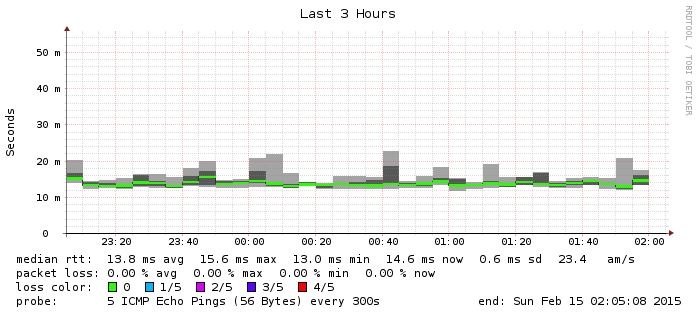 Last 3 Hours
RRDTOOL / TOBI OETIKER
Seconds
50 m
40 m
30 m
20 m
10 m
0
23:20 23:40 00:00 00:20 00:40 01:00 01:20 01:40 02:00
median rtt: 13.8 ms avg 15.6 ms max 13.0 ms min 14.6 ms now 0.6 ms sd 23.4 am/s
packet loss: 0.00 % avg 0.00 % max 0.00 % min 0.00 % now
loss color: 0 1/5 2/5 3/5 4/5
probe: 5 ICMP Echo Pings (56 Bytes) every 300s end: Sun Feb 15 02:05:08 2015